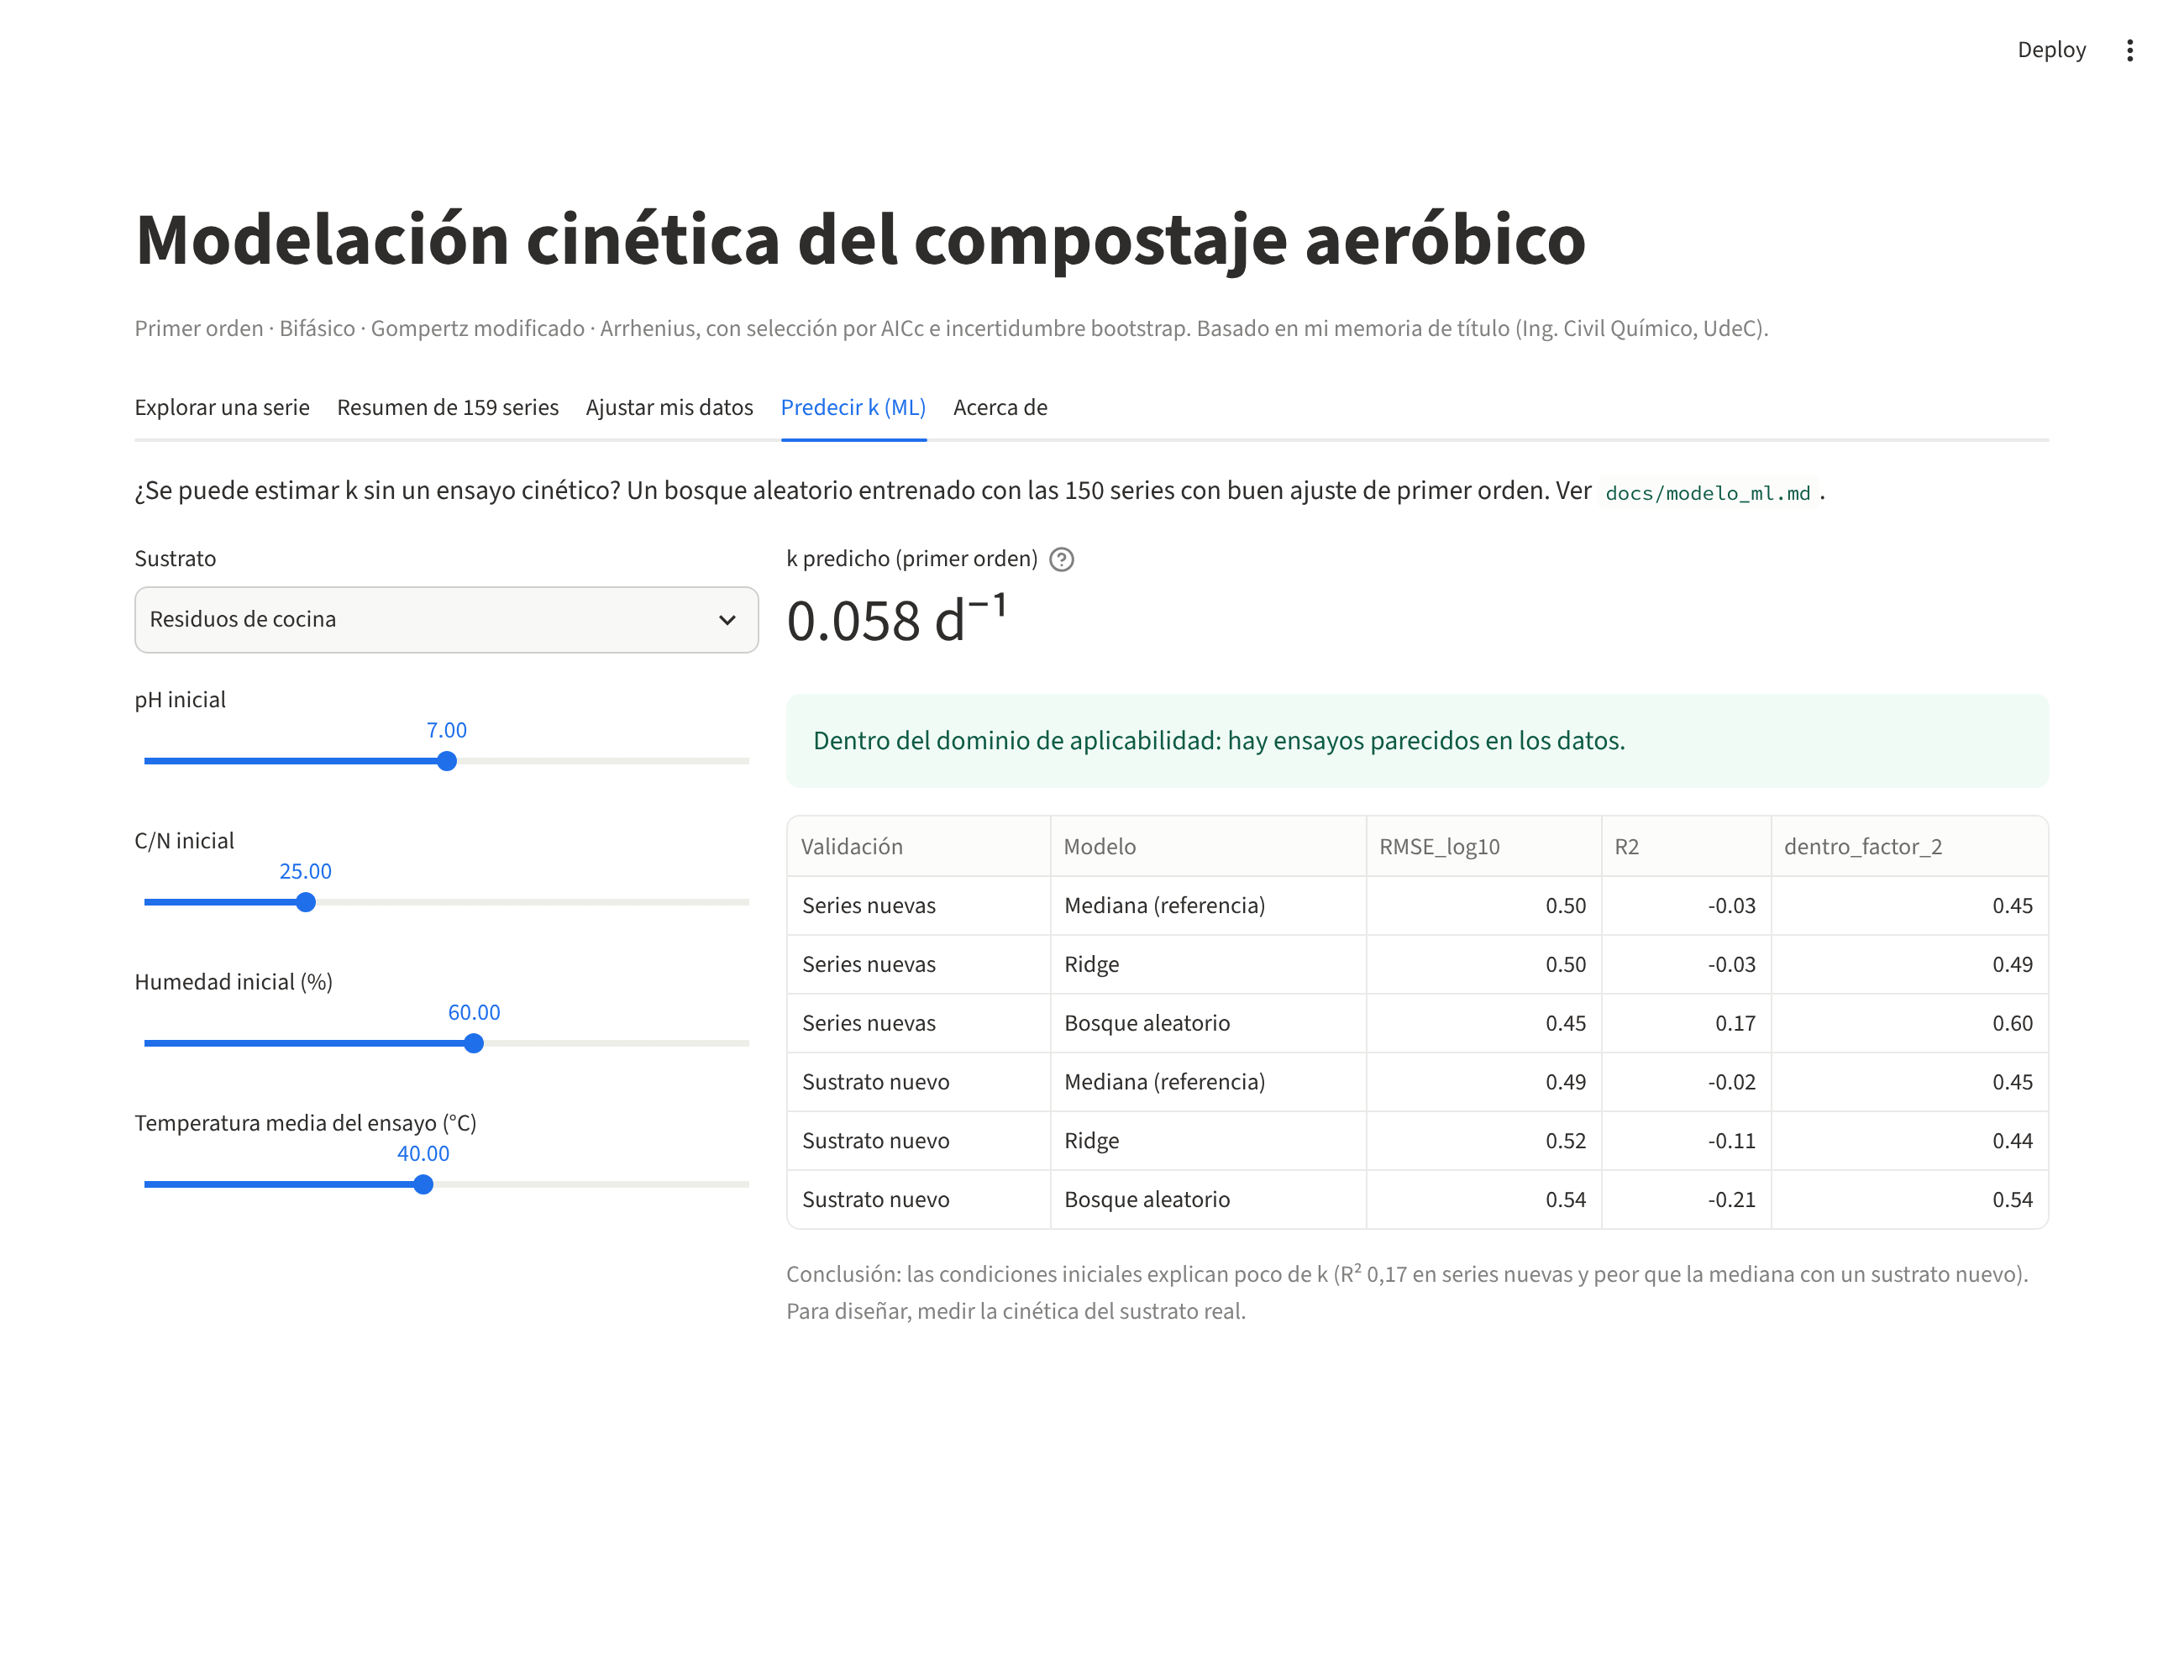 Deploy
Modelación cinética del compostaje aeróbico
Primer orden · Bifásico · Gompertz modificado · Arrhenius, con selección por AICc e incertidumbre bootstrap. Basado en mi memoria de título (Ing. Civil Químico, UdeC).
Explorar una serie Resumen de 159 series Ajustar mis datos Predecir k (ML) Acerca de
¿Se puede estimar k sin un ensayo cinético? Un bosque aleatorio entrenado con las 150 series con buen ajuste de primer orden. Ver docs/modelo_ml.md .
Sustrato
Residuos de cocina
pH inicial
7.00
C/N inicial
25.00
Humedad inicial (%)
60.00
Temperatura media del ensayo (°C)
40.00
k predicho (primer orden) ?
0.058 d⁻¹
Dentro del dominio de aplicabilidad: hay ensayos parecidos en los datos.
Validación Modelo RMSE_log10 R2 dentro_factor_2
Series nuevas Mediana (referencia) 0.50 -0.03 0.45
Series nuevas Ridge 0.50 -0.03 0.49
Series nuevas Bosque aleatorio 0.45 0.17 0.60
Sustrato nuevo Mediana (referencia) 0.49 -0.02 0.45
Sustrato nuevo Ridge 0.52 -0.11 0.44
Sustrato nuevo Bosque aleatorio 0.54 -0.21 0.54
Conclusión: las condiciones iniciales explican poco de k (R² 0,17 en series nuevas y peor que la mediana con un sustrato nuevo).
Para diseñar, medir la cinética del sustrato real.